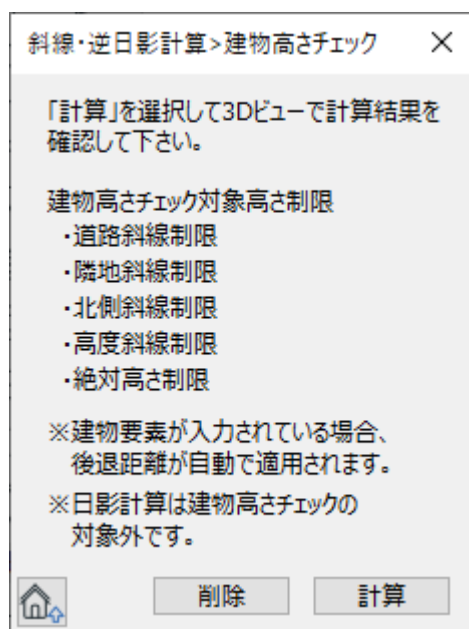 斜線・逆日影計算>建物高さチェック
「計算」を選択して3Dビューで計算結果を
確認して下さい。
建物高さチェック対象高さ制限
・道路斜線制限
・隣地斜線制限
・北側斜線制限
・高度斜線制限
・絶対高さ制限
※建物要素が入力されている場合、
後退距離が自動で適用されます。
※日影計算は建物高さチェックの
対象外です。
削除
計算